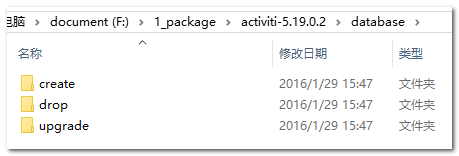 电脑 › document (F:) › 1_package › activiti-5.19.0.2 › database ›
名称 修改日期 类型
create 2016/1/29 15:47 文件夹
drop 2016/1/29 15:47 文件夹
upgrade 2016/1/29 15:47 文件夹